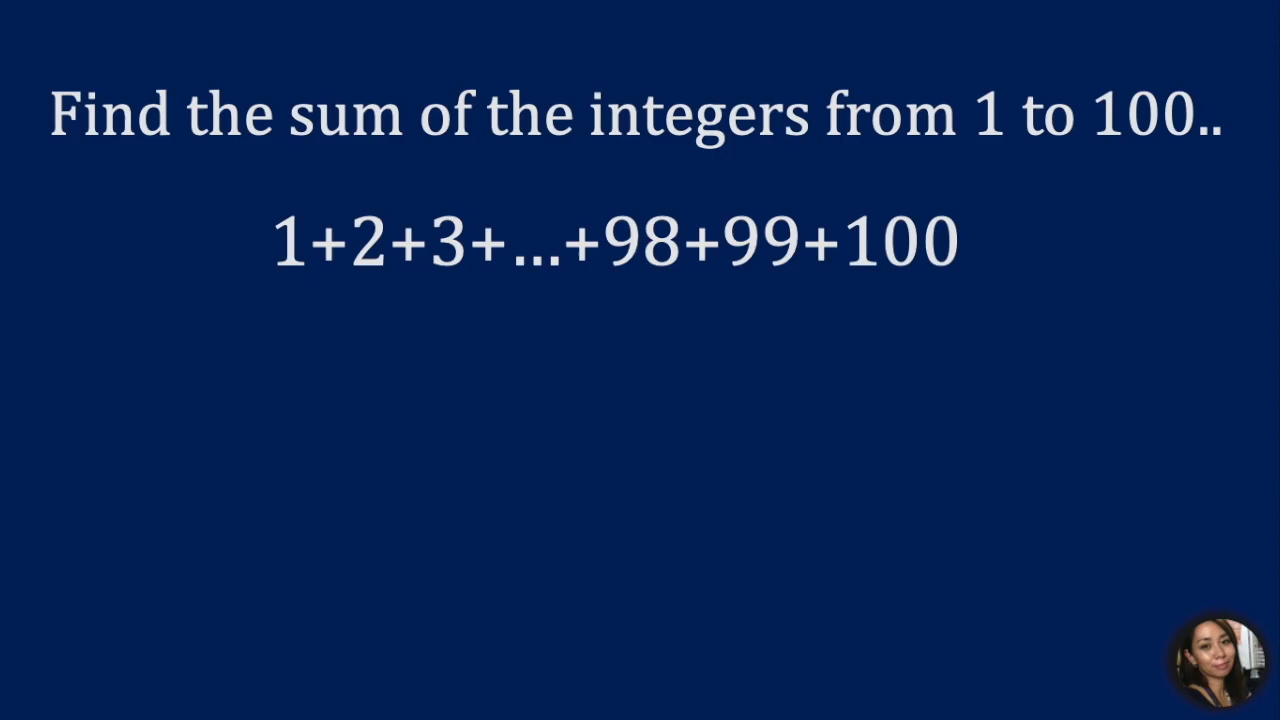 Find the sum of the integers from 1 to 100..
1+2+3+...+98+99+100